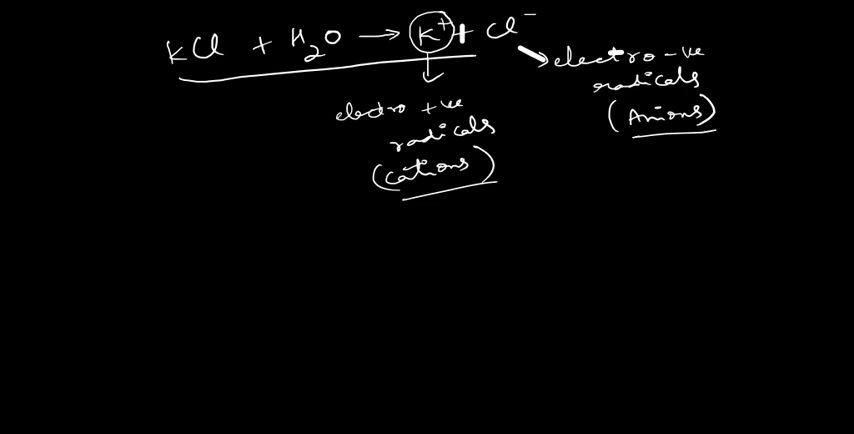 KCl + H₂O → K⁺ + Cl⁻
electro -ve
radicals
(Anions)
electro +ve
radicals
(Cations)